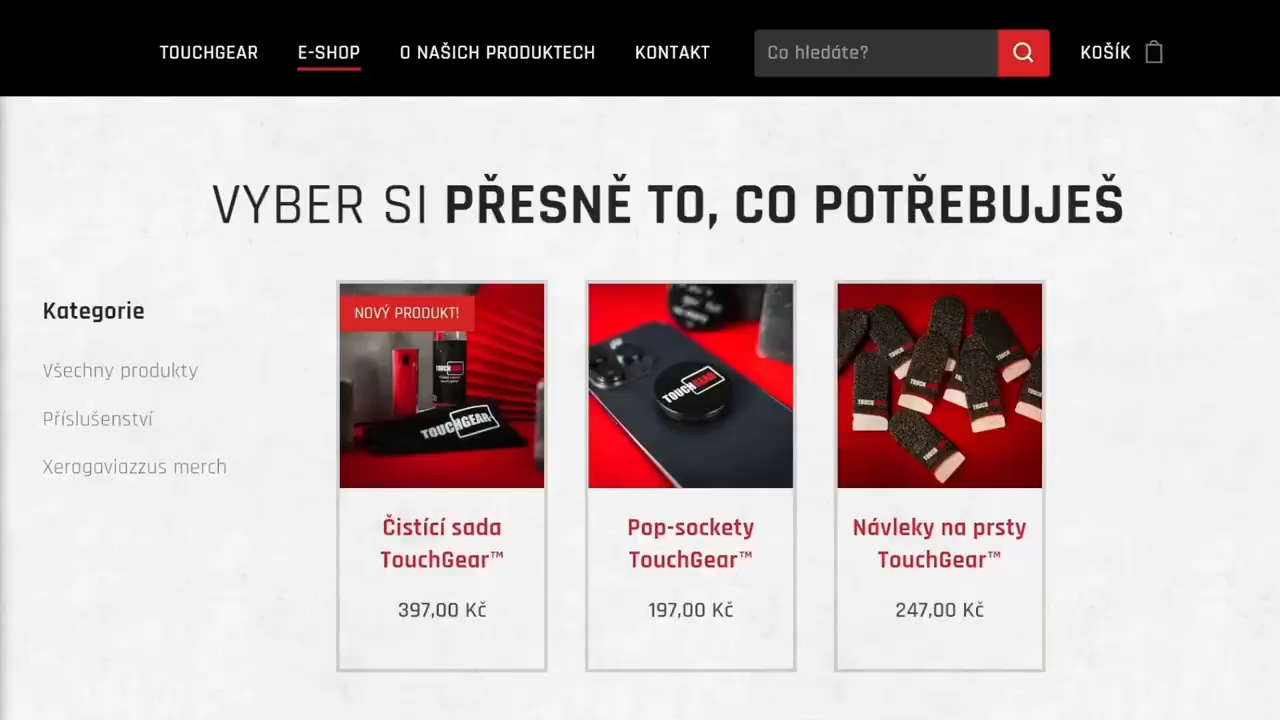 TOUCHGEAR E-SHOP O NAŠICH PRODUKTECH KONTAKT Co hledáte? KOŠÍK
VYBER SI PŘESNĚ TO, CO POTŘEBUJEŠ
Kategorie
Všechny produkty
Příslušenství
Xerogaviazzus merch
NOVÝ PRODUKT!
TOUCHGEAR
Čistící sada
TouchGear™
397,00 Kč
TOUCHGEAR
Pop-sockety
TouchGear™
197,00 Kč
Návleky na prsty
TouchGear™
247,00 Kč